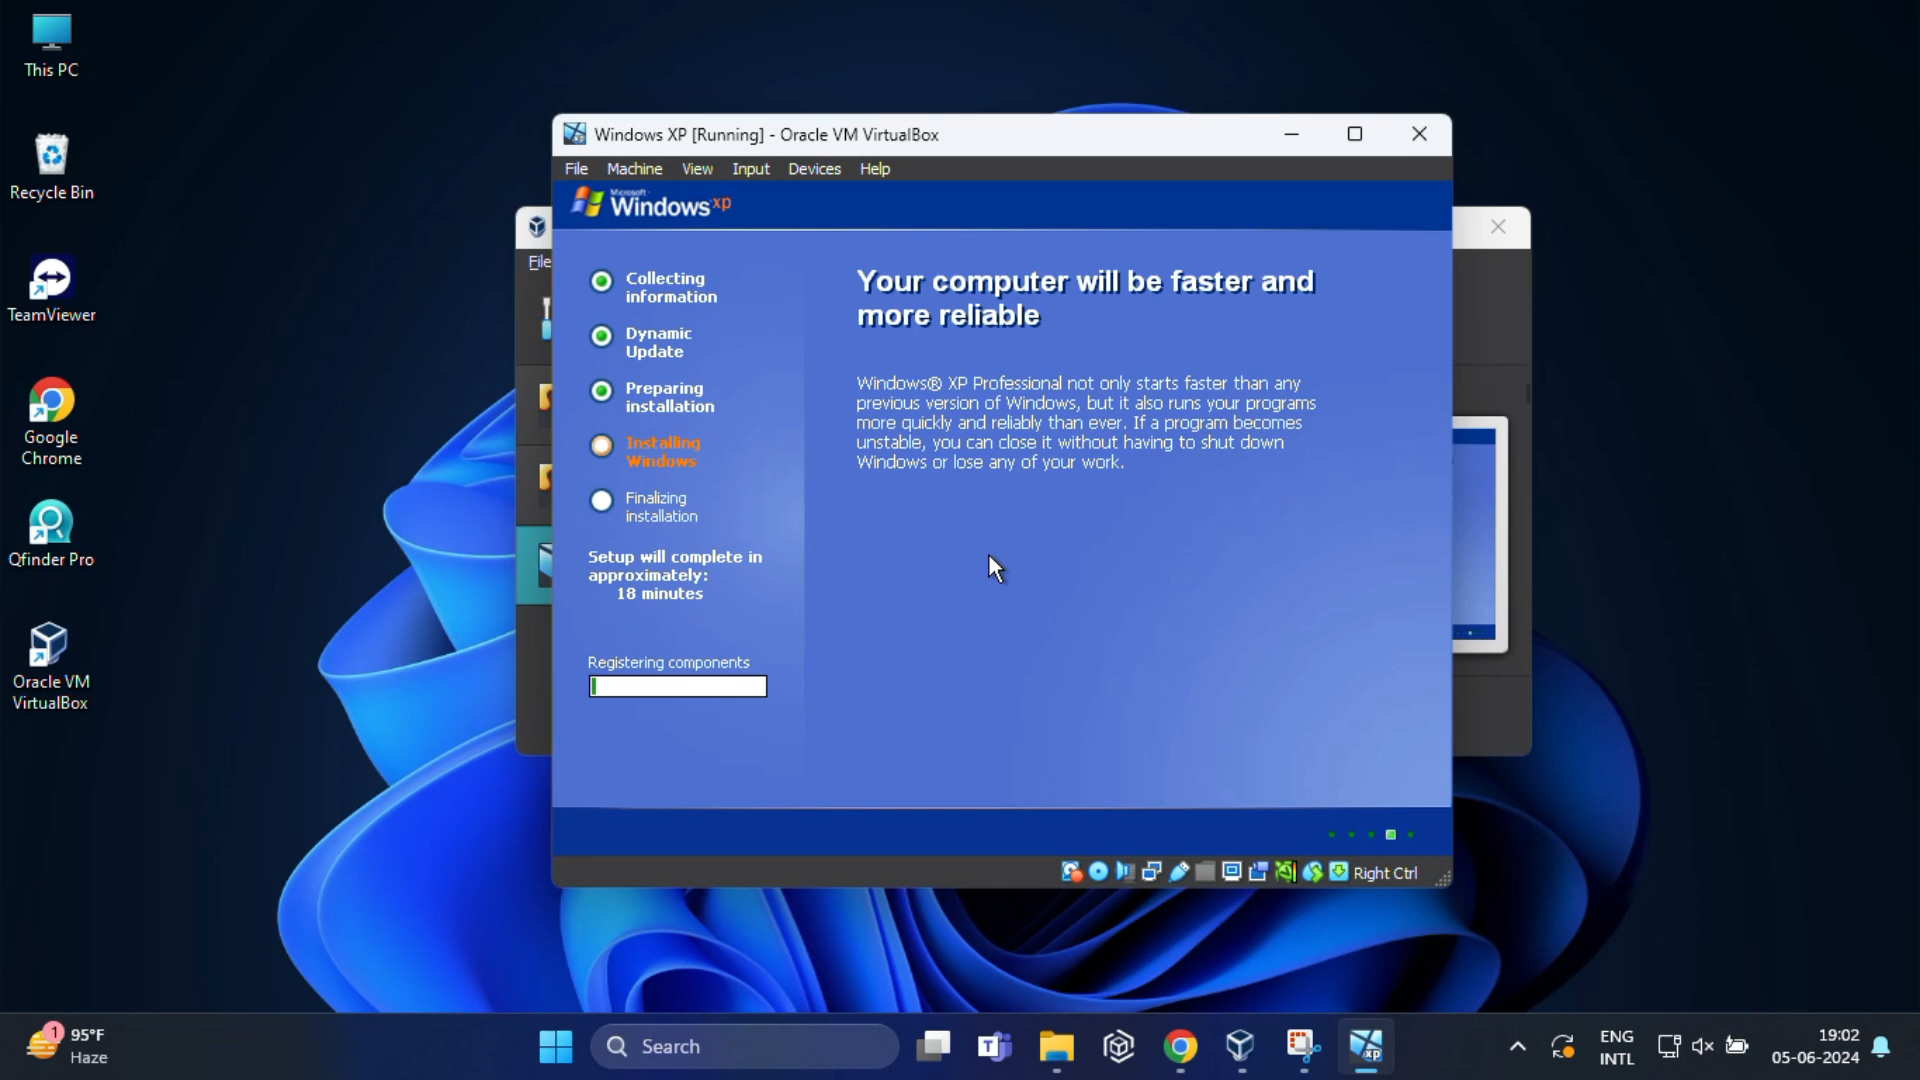 This PC
Recycle Bin
TeamViewer
Google
Chrome
Qfinder Pro
Oracle VM
VirtualBox
File
Windows XP [Running] - Oracle VM VirtualBox
File Machine View Input Devices Help
Microsoft
Windows xp
Collecting
information
Dynamic
Update
Preparing
installation
Installing
Windows
Finalizing
installation
Setup will complete in
approximately:
18 minutes
Registering components
Your computer will be faster and
more reliable
Windows® XP Professional not only starts faster than any
previous version of Windows, but it also runs your programs
more quickly and reliably than ever. If a program becomes
unstable, you can close it without having to shut down
Windows or lose any of your work.
Right Ctrl
1
95°F
Haze
Search
T
xp
ENG
INTL
19:02
05-06-2024